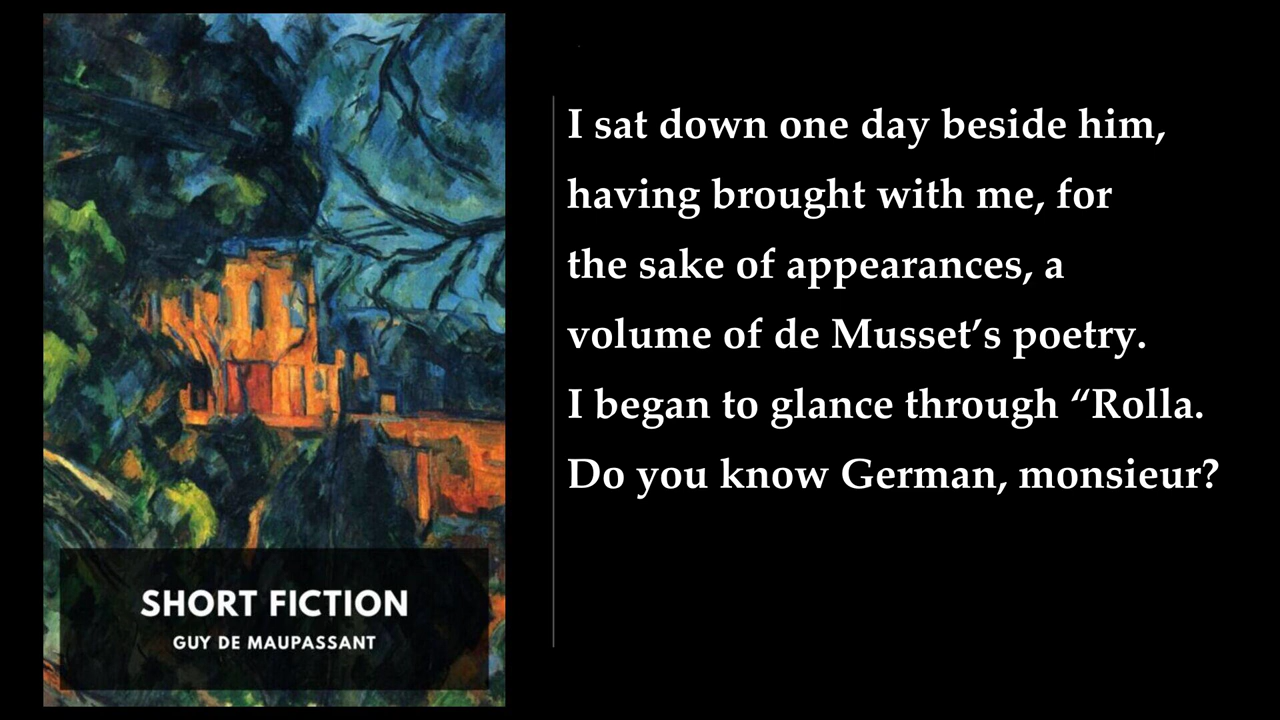 I sat down one day beside him,
having brought with me, for
the sake of appearances, a
volume of de Musset’s poetry.
I began to glance through “Rolla.
Do you know German, monsieur?
SHORT FICTION
GUY DE MAUPASSANT